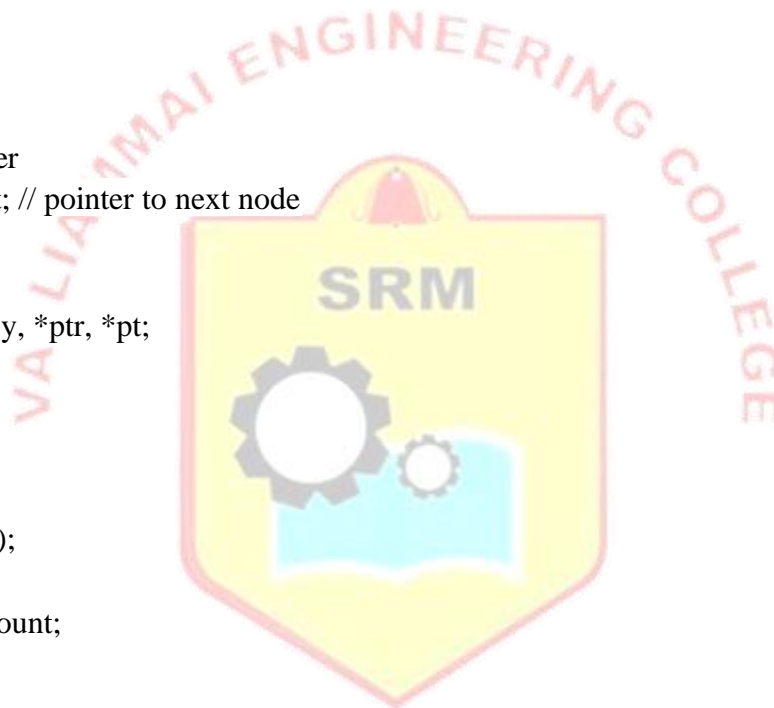 VALLIAMMAI ENGINEERING COLLEGE
er
; // pointer to next node
SRM
y, *ptr, *pt;
);
ount;